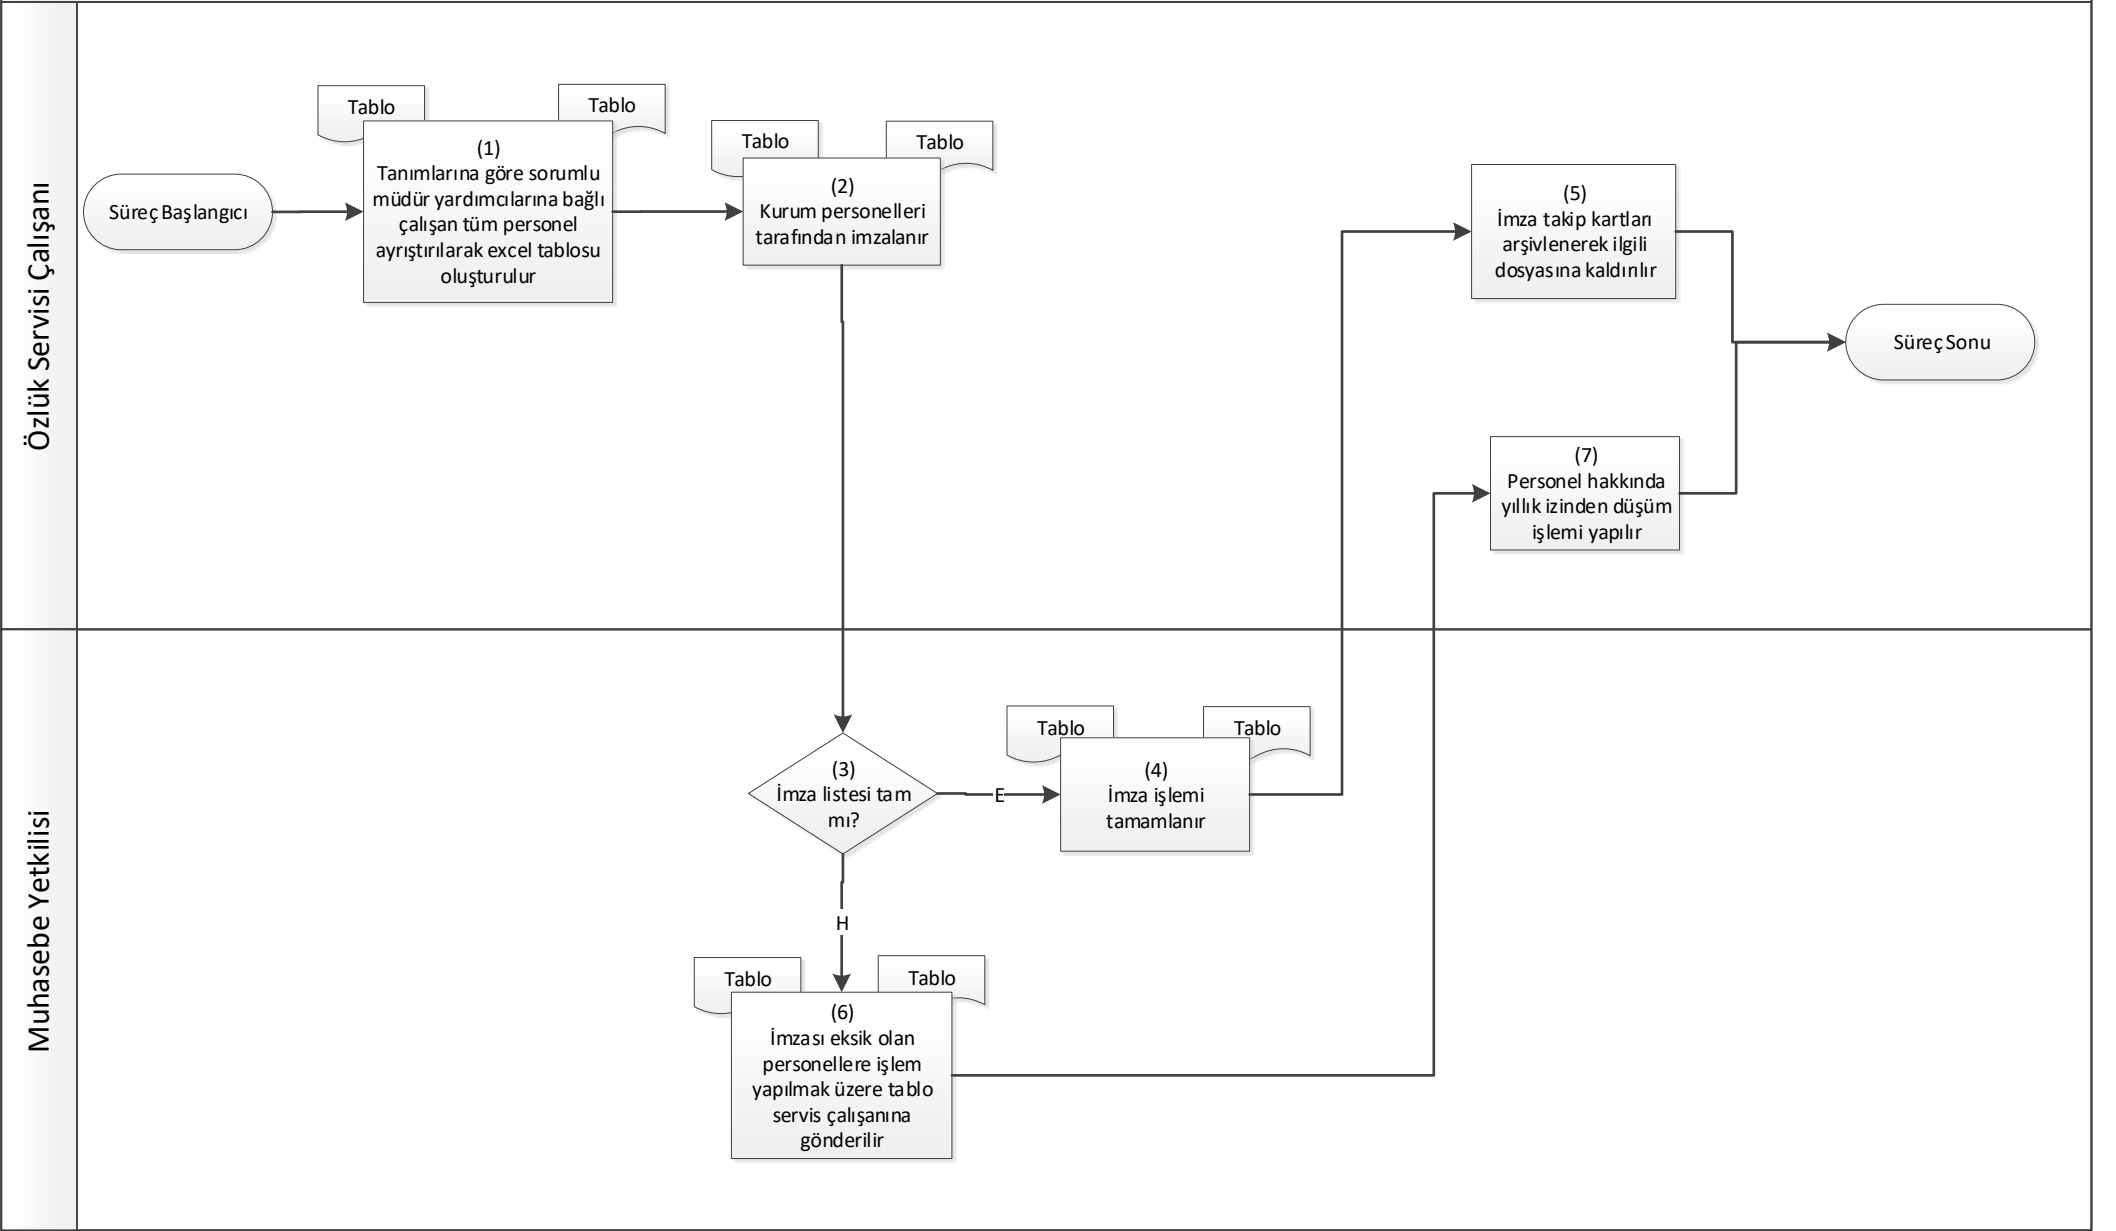 Özlük Servisi Çalışanı
Süreç Başlangıcı
Tablo
Tablo
(1)
Tanımlarına göre sorumlu
müdür yardımcılarına bağlı
çalışan tüm personel
ayrıştırılarak excel tablosu
oluşturulur
Tablo
Tablo
(2)
Kurum personelleri
tarafından imzalanır
(5)
İmza takip kartları
arşivlenerek ilgili
dosyasına kaldırılır
Süreç Sonu
(7)
Personel hakkında
yıllık izinden düşüm
işlemi yapılır
Muhasebe Yetkilisi
(3)
İmza listesi tam
mı?
E
Tablo
Tablo
(4)
İmza işlemi
tamamlanır
H
Tablo
Tablo
(6)
İmzası eksik olan
personellere işlem
yapılmak üzere tablo
servis çalışanına
gönderilir